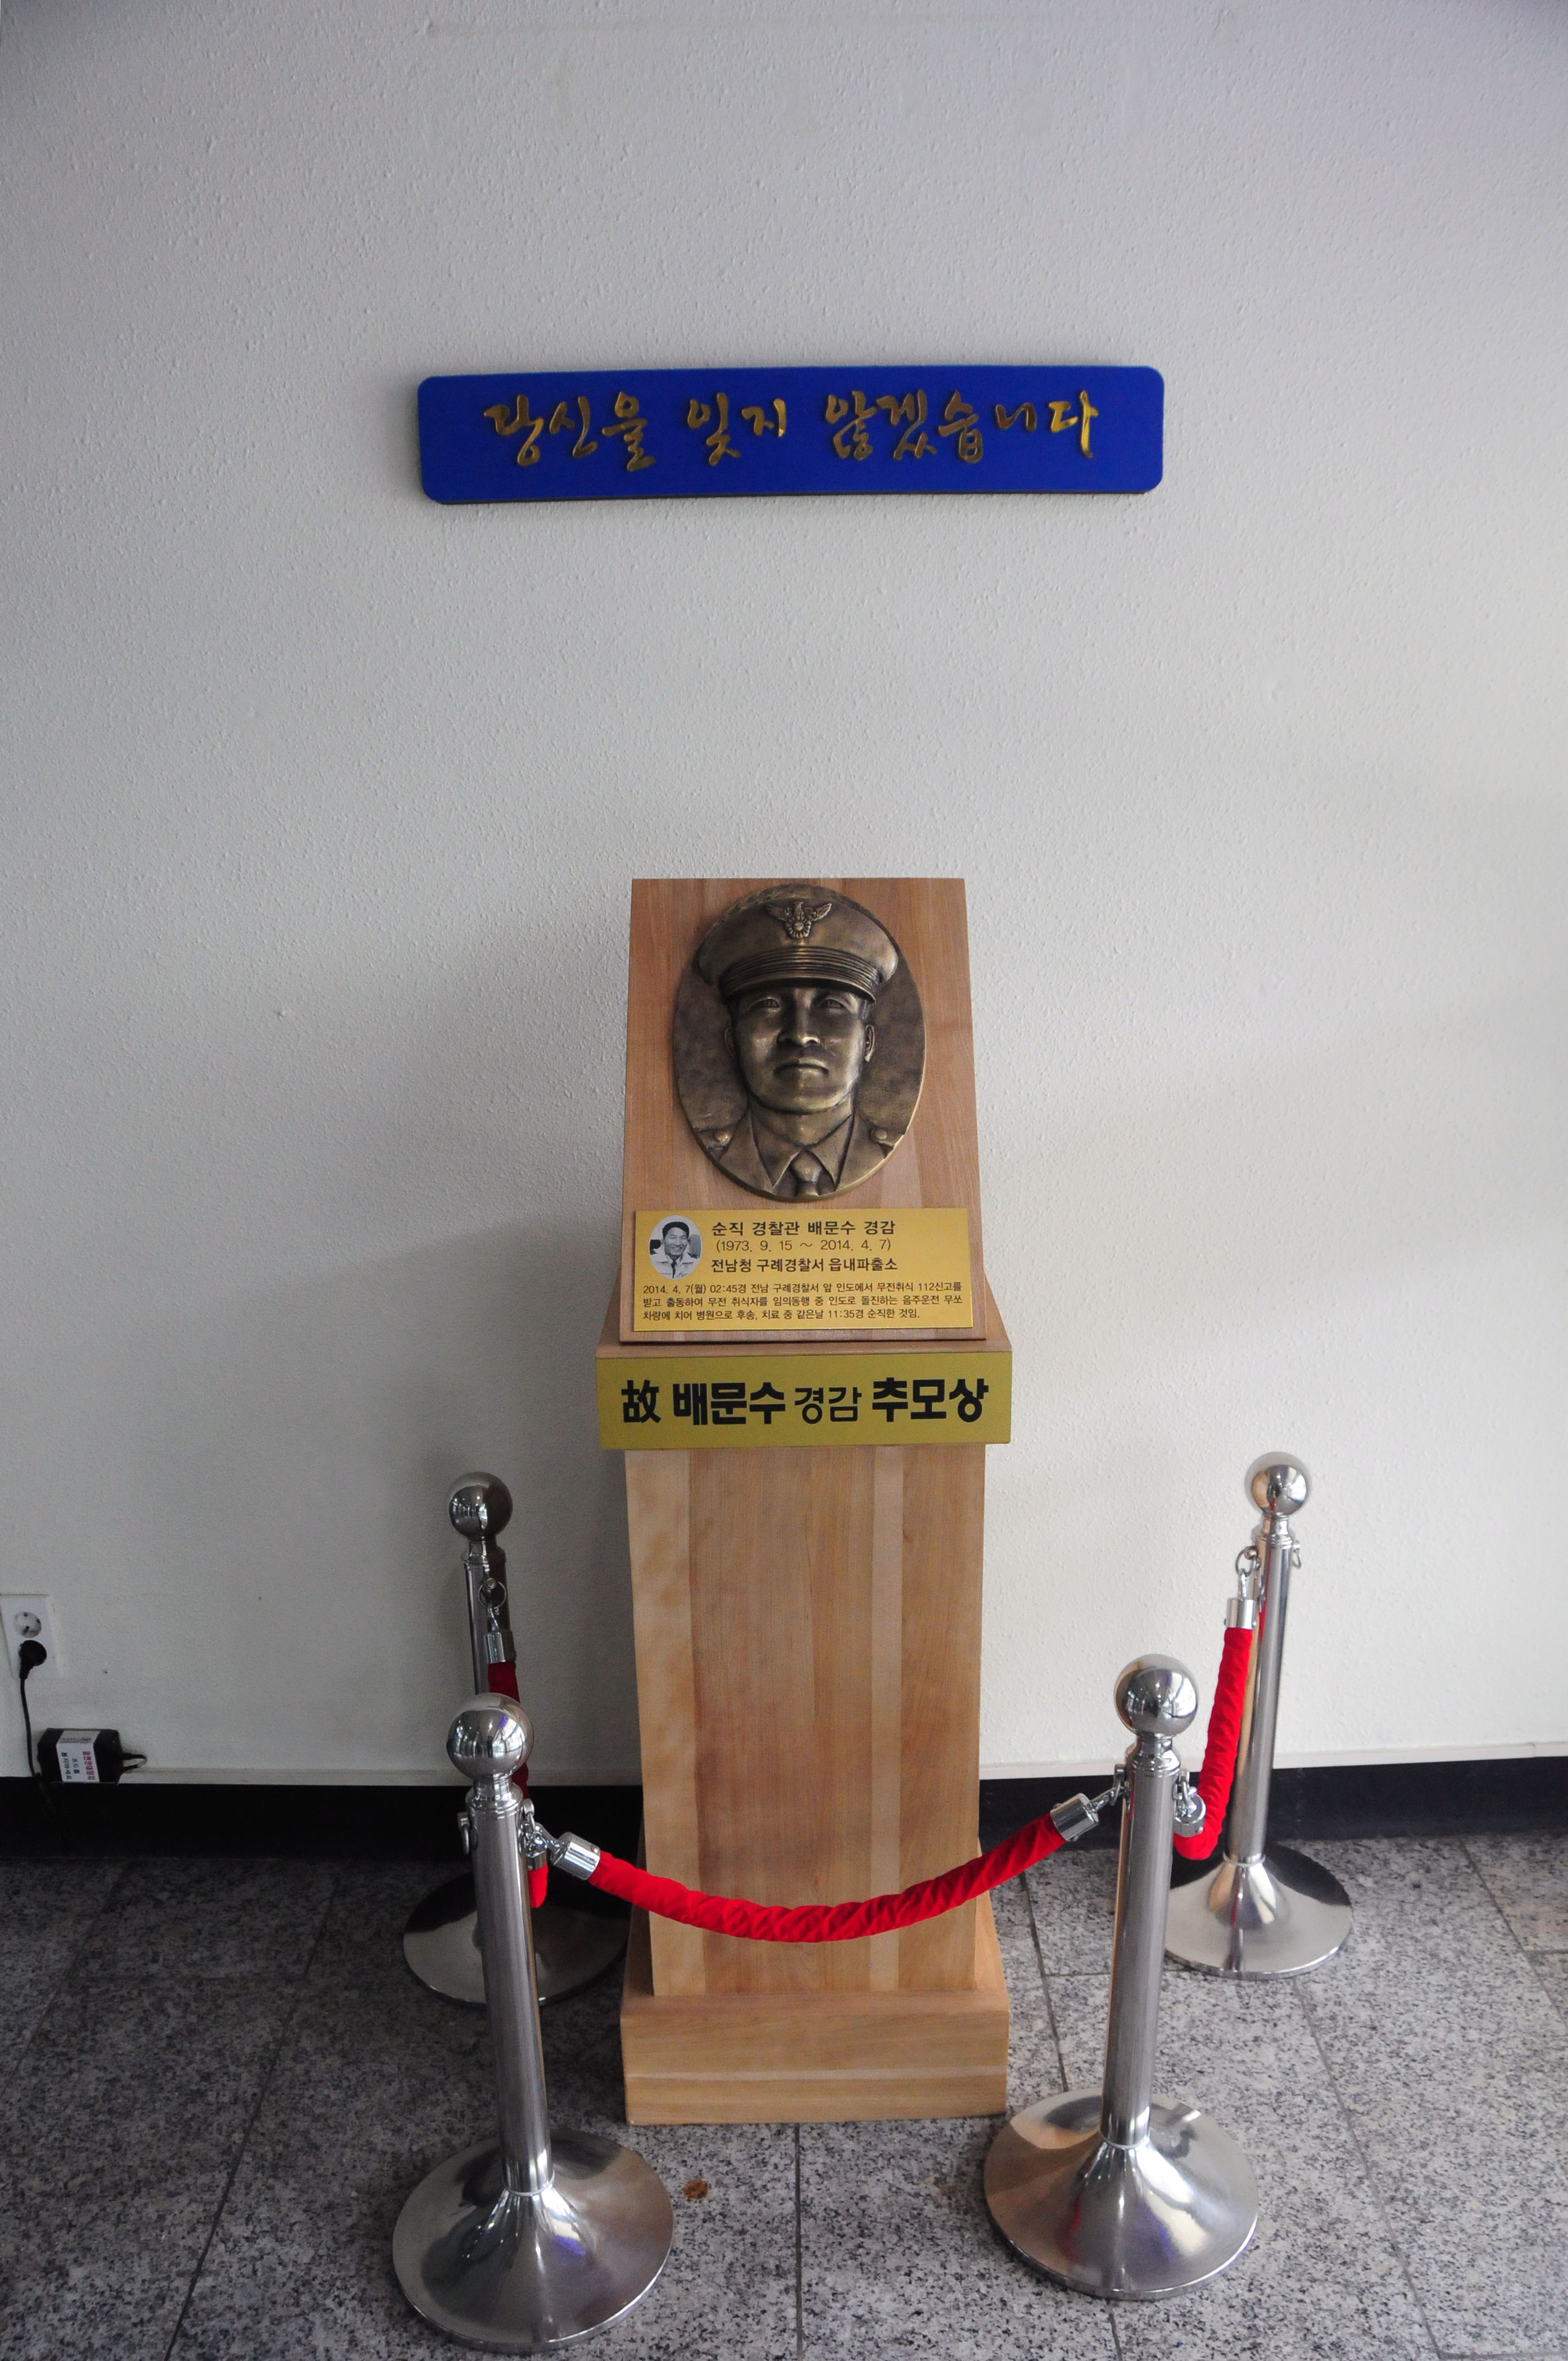 당신을 잊지 않겠습니다
순직 경찰관 배문수 경감
(1973. 9. 15 ～ 2014. 4. 7)
전남청 구례경찰서 읍내파출소
2014. 4. 7(월) 02:45경 전남 구례경찰서 앞 인도에서 무전취식 112신고를
받고 출동하여 무전 취식자를 임의동행 중 인도로 돌진하는 음주운전 무쏘
차량에 치어 병원으로 후송, 치료 중 같은날 11:35경 순직한 것임.
故 배문수 경감 추모상